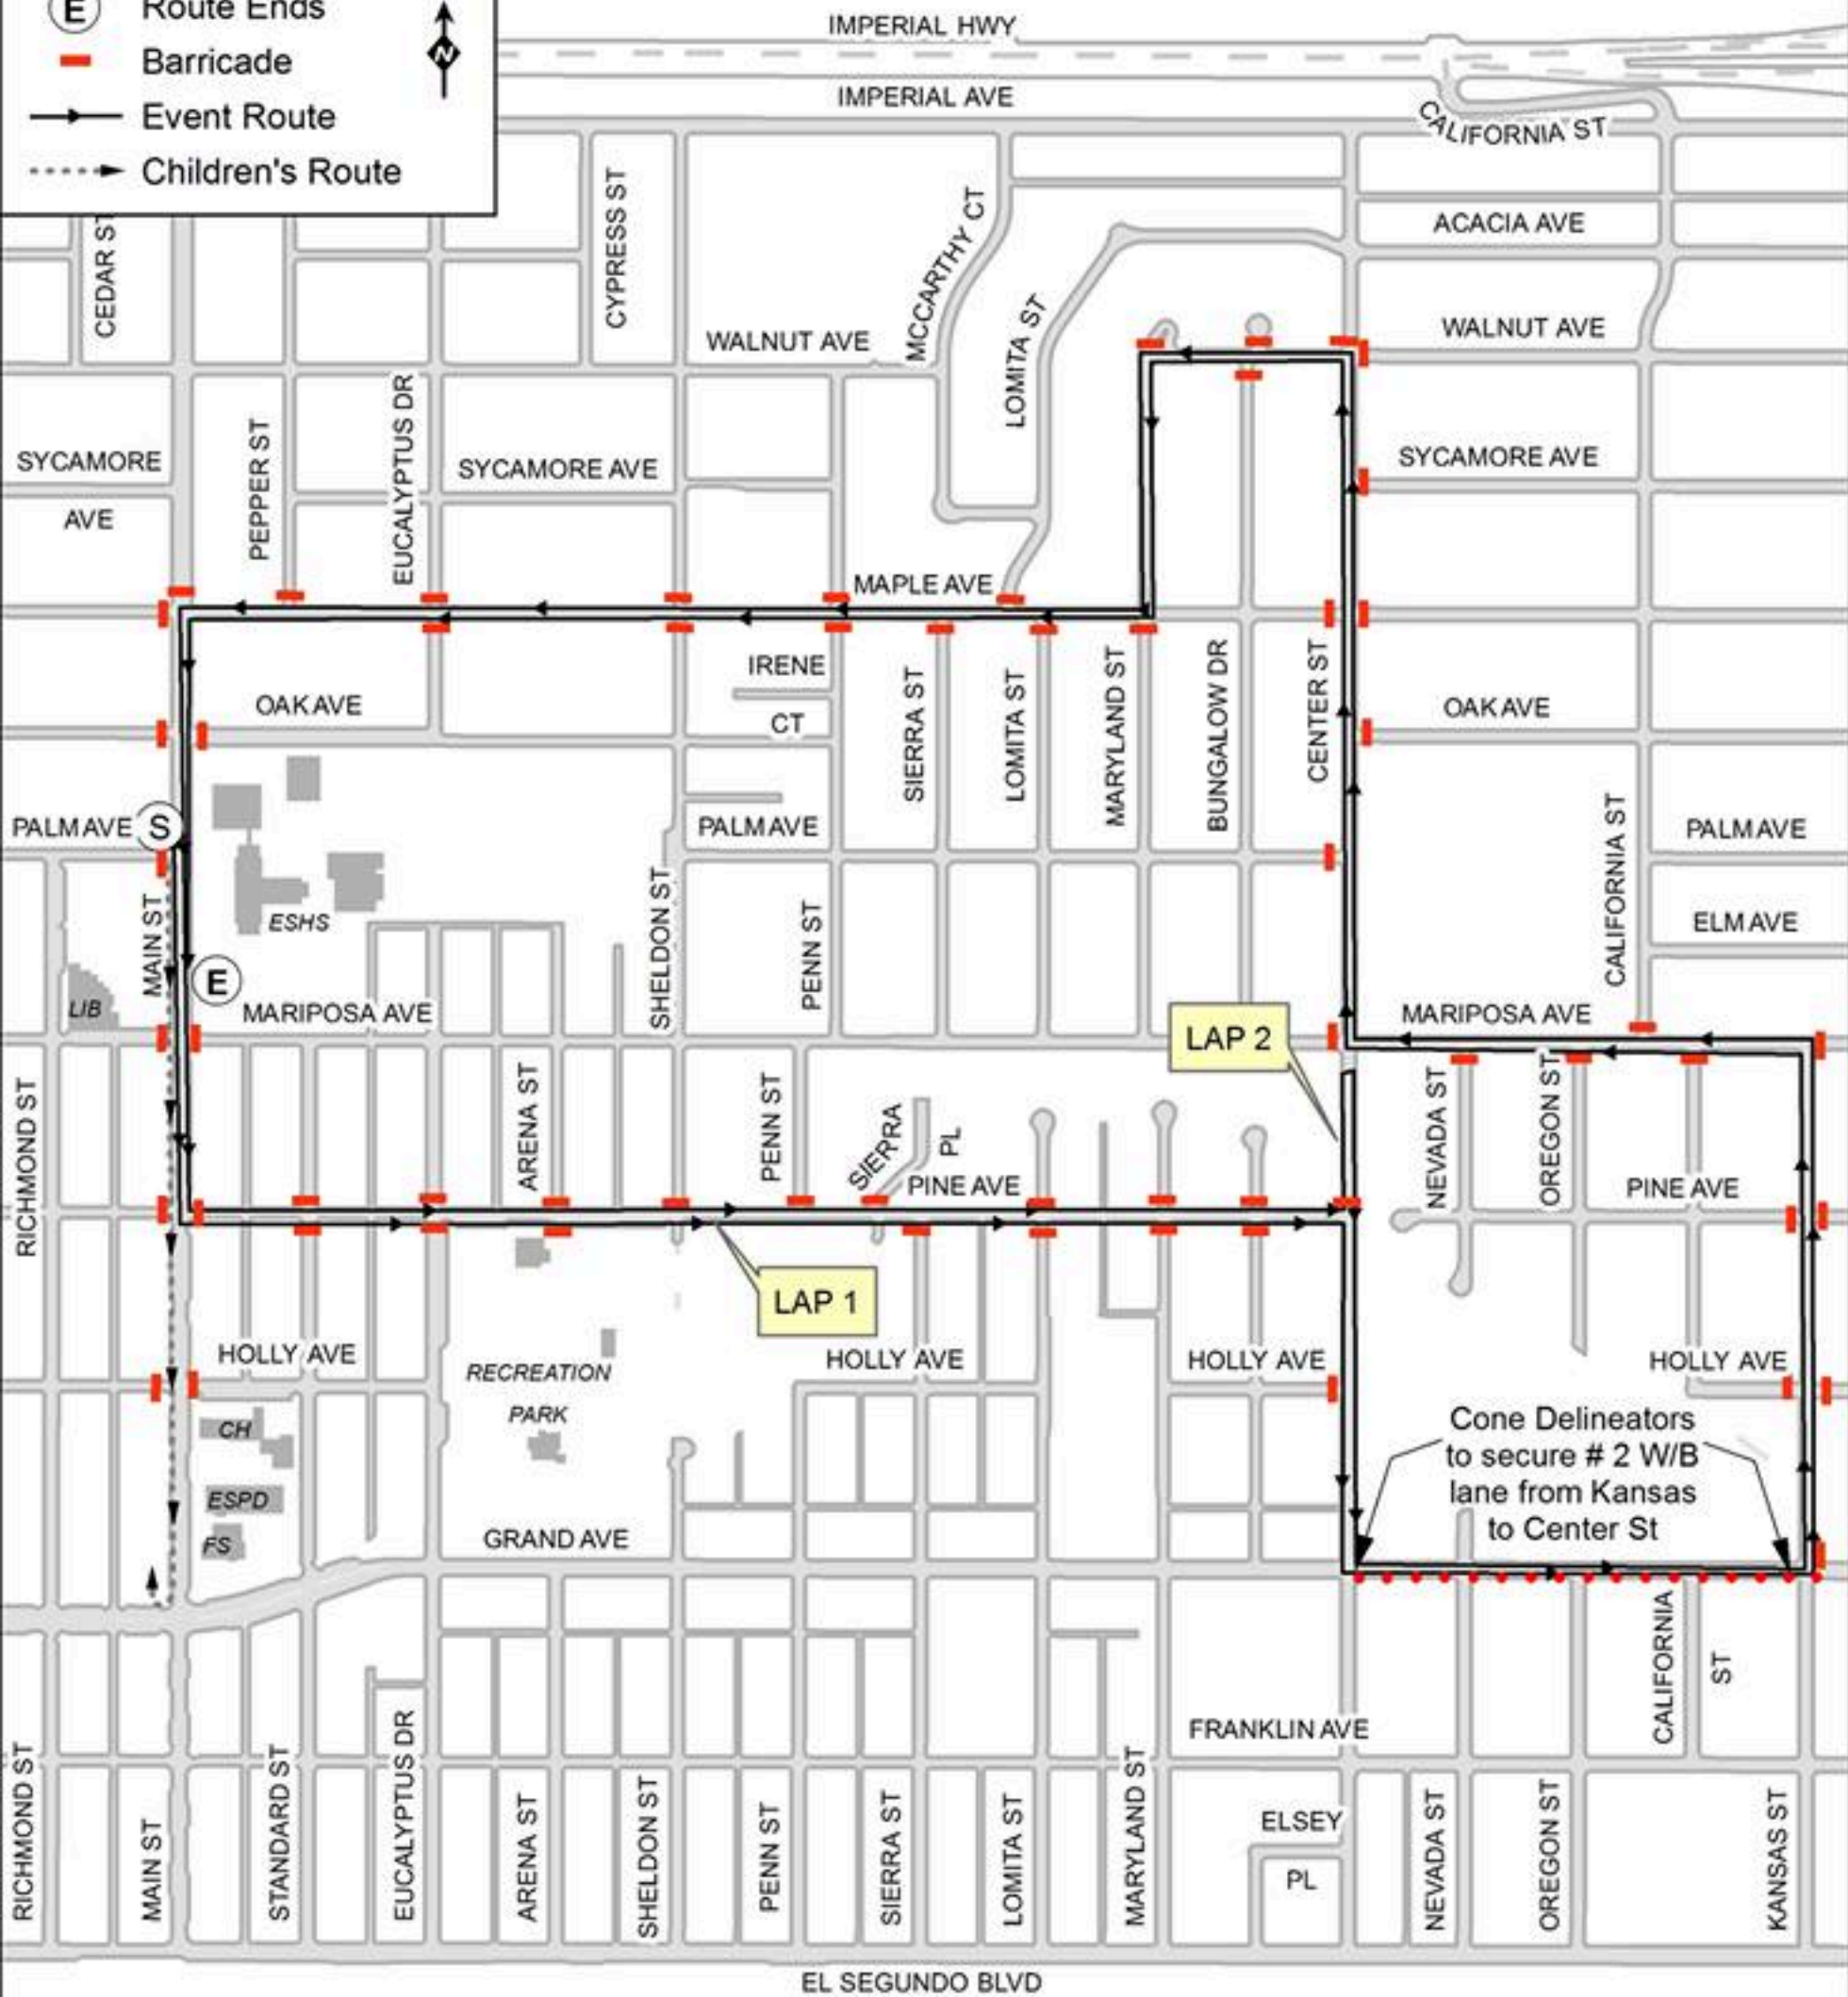 E Route Ends
Barricade
Event Route
Children's Route
N
IMPERIAL HWY
IMPERIAL AVE
CALIFORNIA ST
CEDAR ST
CYPRESS ST
MCCARTHY CT
ACACIA AVE
WALNUT AVE
LOMITA ST
WALNUT AVE
SYCAMORE
AVE
PEPPER ST
EUCALYPTUS DR
SYCAMORE AVE
SYCAMORE AVE
MAPLE AVE
OAK AVE
IRENE
CT
SIERRA ST
LOMITA ST
MARYLAND ST
BUNGALOW DR
CENTER ST
OAK AVE
PALM AVE
S
PALM AVE
CALIFORNIA ST
PALM AVE
MAIN ST
ESHS
SHELDON ST
PENN ST
ELM AVE
E
LIB
MARIPOSA AVE
MARIPOSA AVE
LAP 2
RICHMOND ST
ARENA ST
PENN ST
SIERRA
PL
PINE AVE
NEVADA ST
OREGON ST
PINE AVE
LAP 1
HOLLY AVE
RECREATION
PARK
HOLLY AVE
HOLLY AVE
HOLLY AVE
CH
ESPD
FS
GRAND AVE
Cone Delineators
to secure # 2 W/B
lane from Kansas
to Center St
CALIFORNIA
ST
FRANKLIN AVE
RICHMOND ST
MAIN ST
STANDARD ST
EUCALYPTUS DR
ARENA ST
SHELDON ST
PENN ST
SIERRA ST
LOMITA ST
MARYLAND ST
ELSEY
PL
NEVADA ST
OREGON ST
KANSAS ST
EL SEGUNDO BLVD